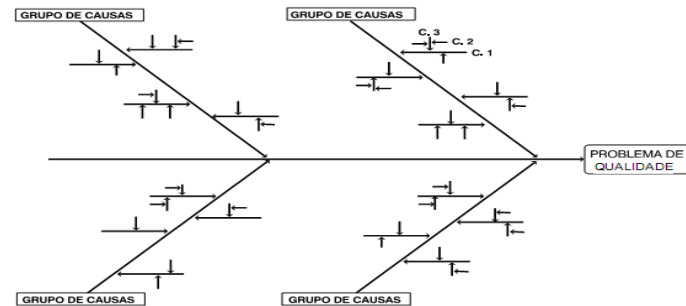 GRUPO DE CAUSAS
GRUPO DE CAUSAS
C. 3
C. 2
C. 1
PROBLEMA DE
QUALIDADE
GRUPO DE CAUSAS
GRUPO DE CAUSAS